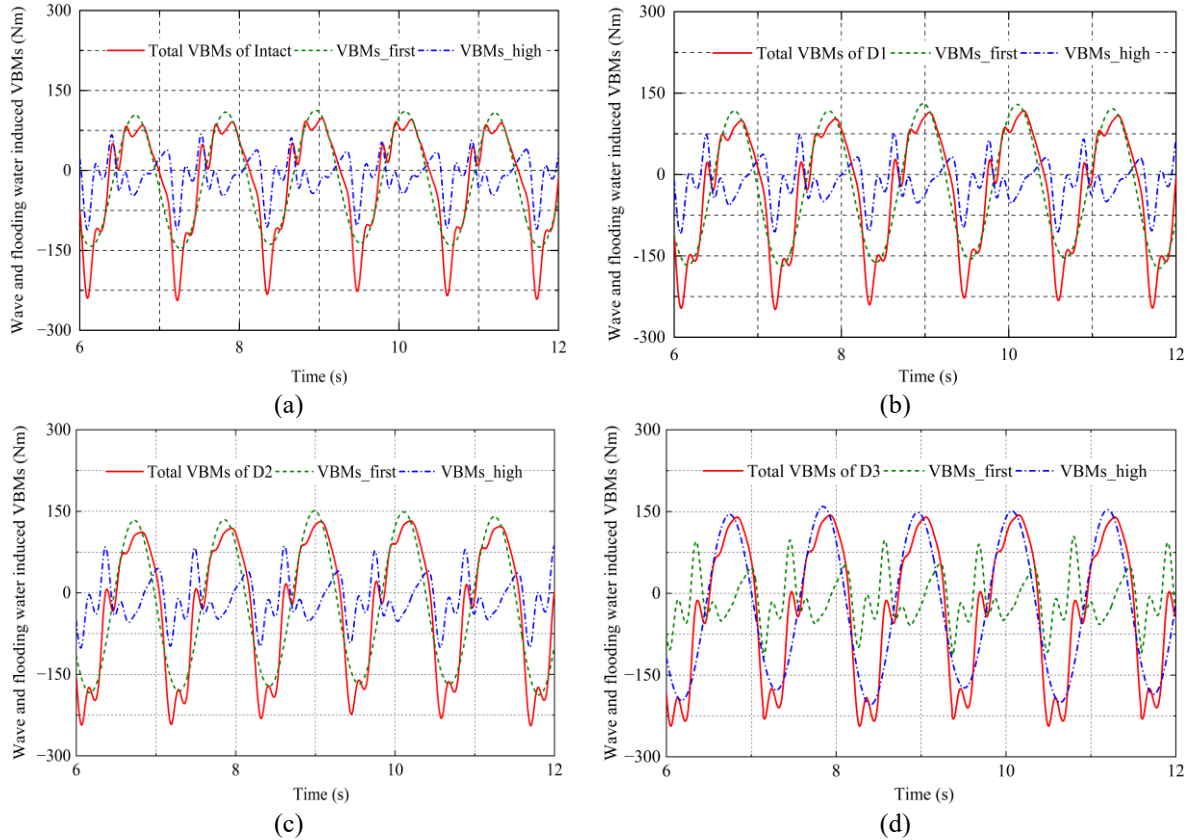 Wave and flooding water induced VBMs (Nm)
300
150
0
−150
−300
Total VBMs of Intact VBMs_first VBMs_high
6 8 10 12
Time (s)
(a)
Wave and flooding water induced VBMs (Nm)
300
150
0
-150
-300
Total VBMs of D1 VBMs_first VBMs_high
6 8 10 12
Time (s)
(b)
Wave and flooding water induced VBMs (Nm)
300
150
0
−150
−300
Total VBMs of D2 VBMs_first VBMs_high
6 8 10 12
Time (s)
(c)
Wave and flooding water induced VBMs (Nm)
300
150
0
−150
−300
Total VBMs of D3 VBMs_first VBMs_high
6 8 10 12
Time (s)
(d)